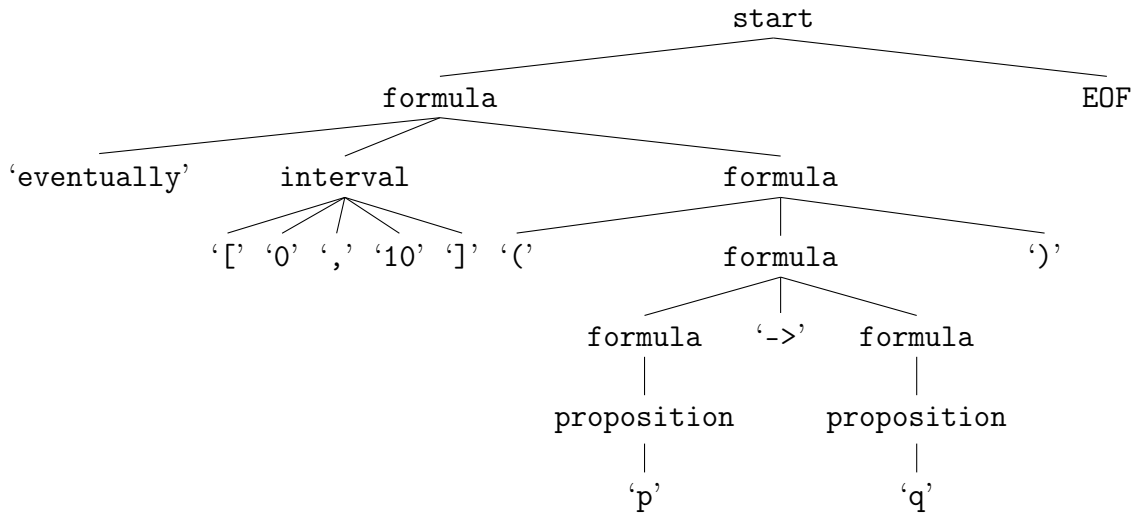 start
formula EOF
‘eventually’ interval formula
‘[’ ‘0’ ‘,’ ‘10’ ‘]’ ‘(’ formula ‘)’
formula ‘->’ formula
proposition proposition
‘p’ ‘q’